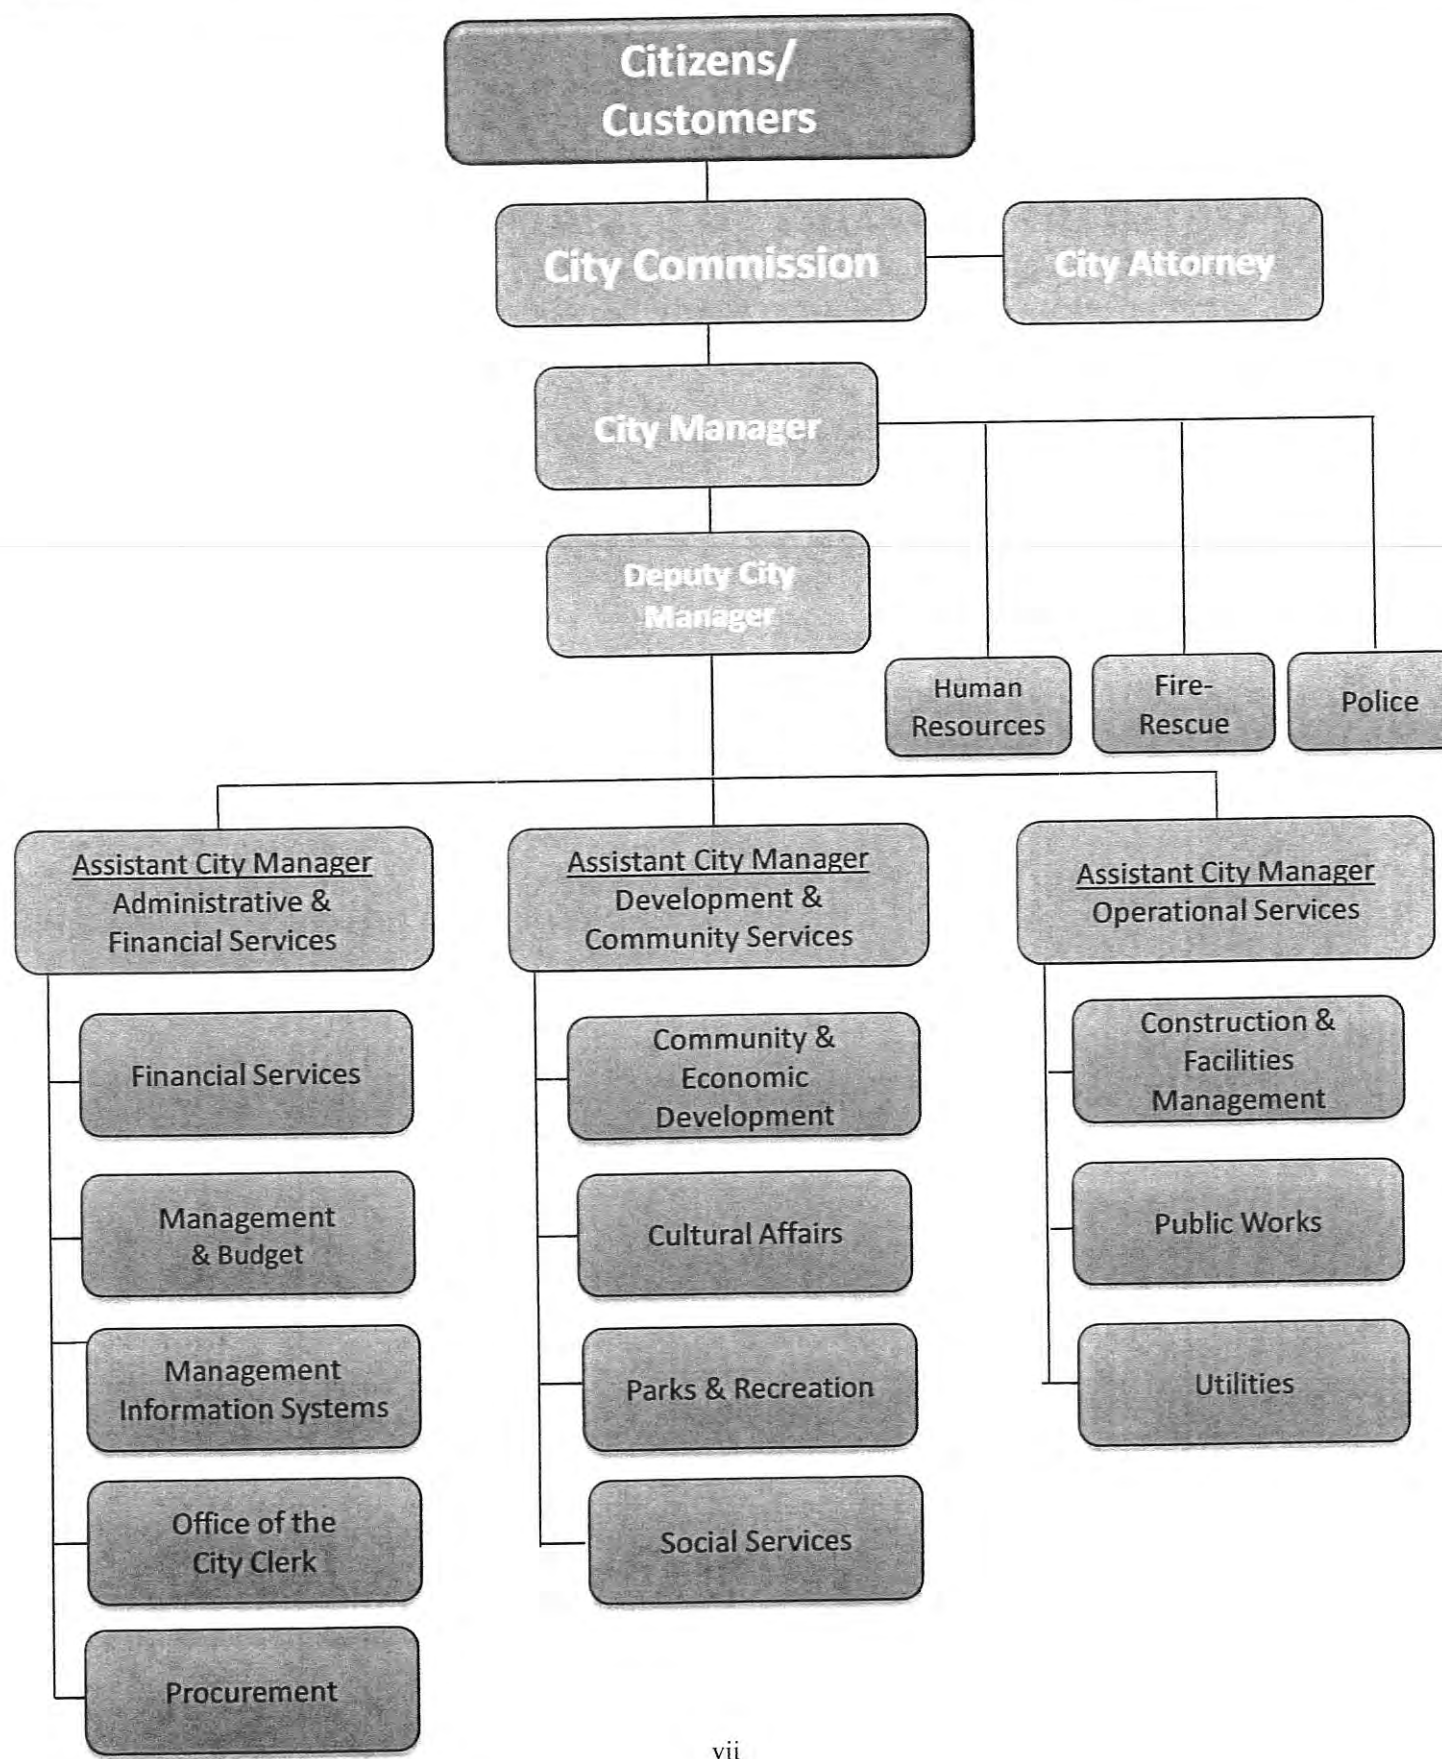 Citizens/
Customers
City Commission
City Attorney
City Manager
Deputy City
Manager
Human
Resources
Fire-
Rescue
Police
Assistant City Manager
Administrative &
Financial Services
Assistant City Manager
Development &
Community Services
Assistant City Manager
Operational Services
Financial Services
Management
& Budget
Management
Information Systems
Office of the
City Clerk
Procurement
Community &
Economic
Development
Cultural Affairs
Parks & Recreation
Social Services
Construction &
Facilities
Management
Public Works
Utilities
vii